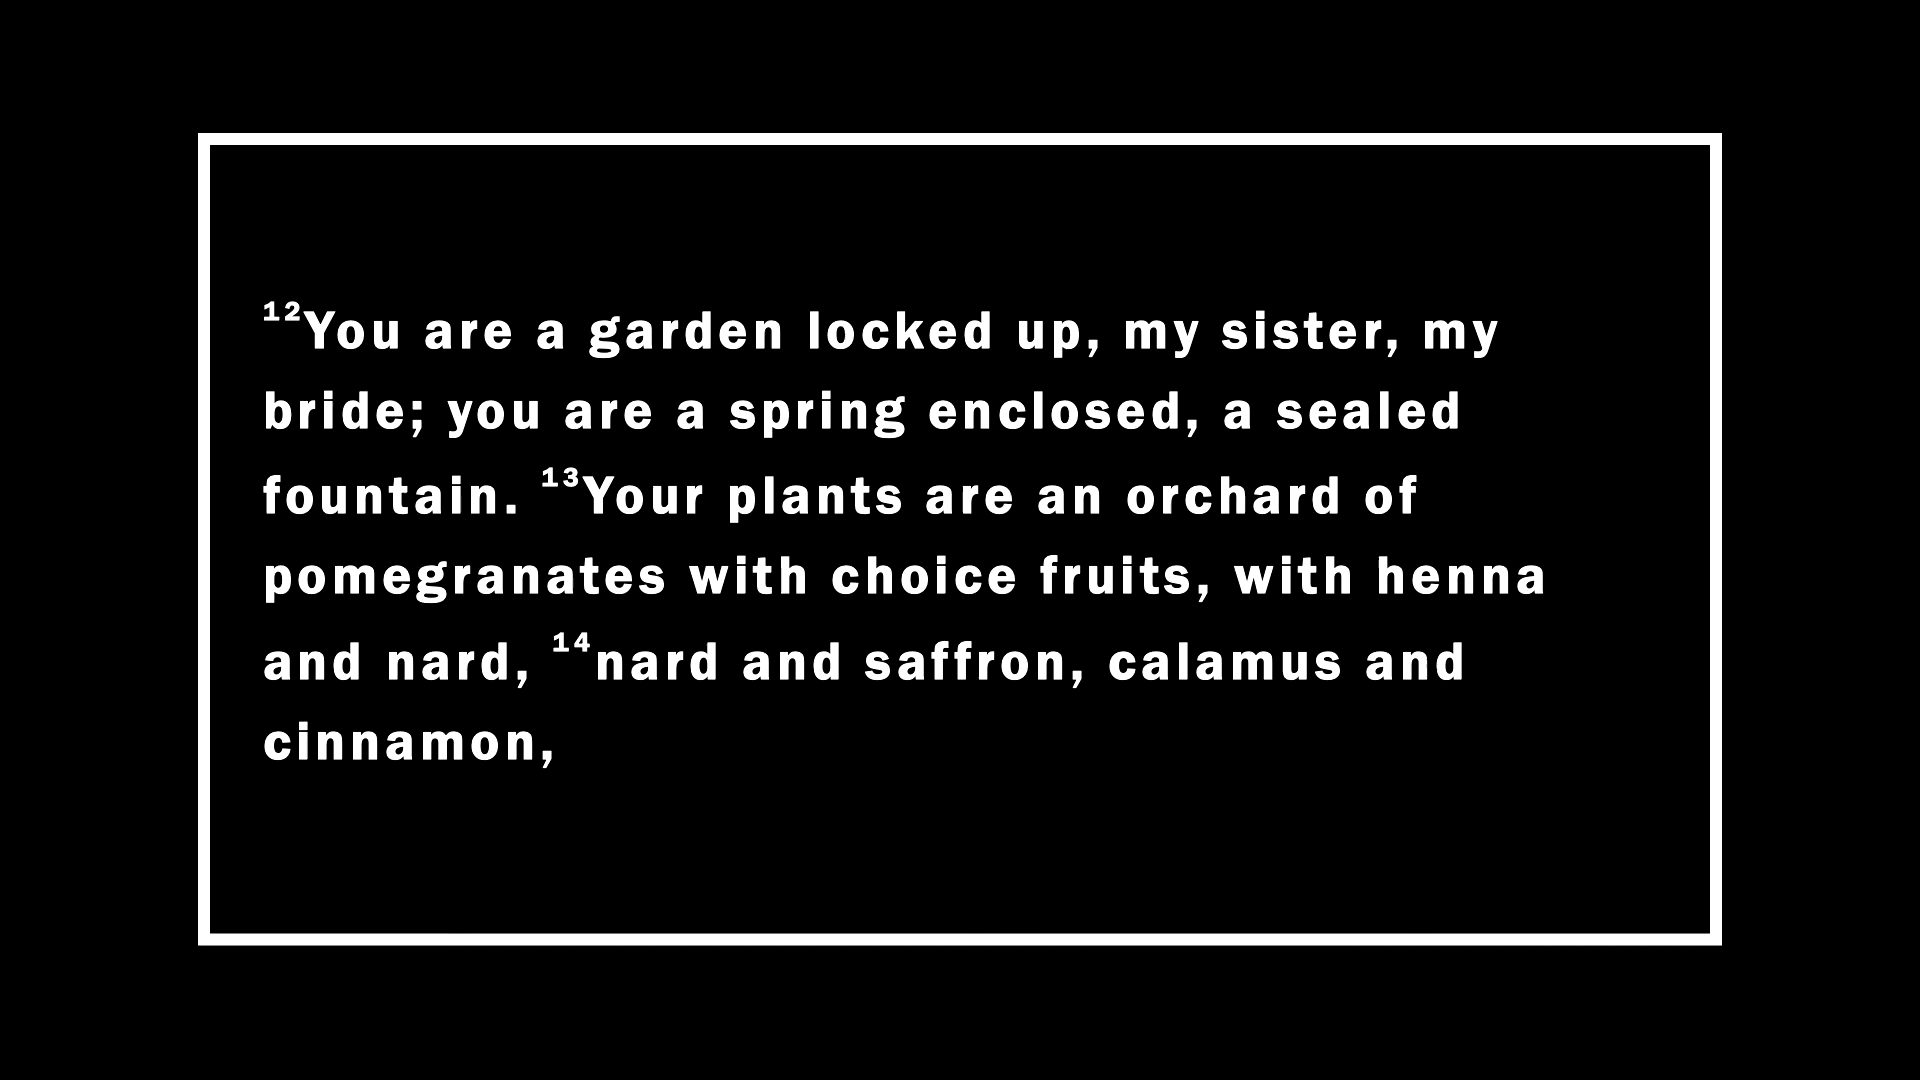 ¹²You are a garden locked up, my sister, my
bride; you are a spring enclosed, a sealed
fountain. ¹³Your plants are an orchard of
pomegranates with choice fruits, with henna
and nard, ¹⁴nard and saffron, calamus and
cinnamon,